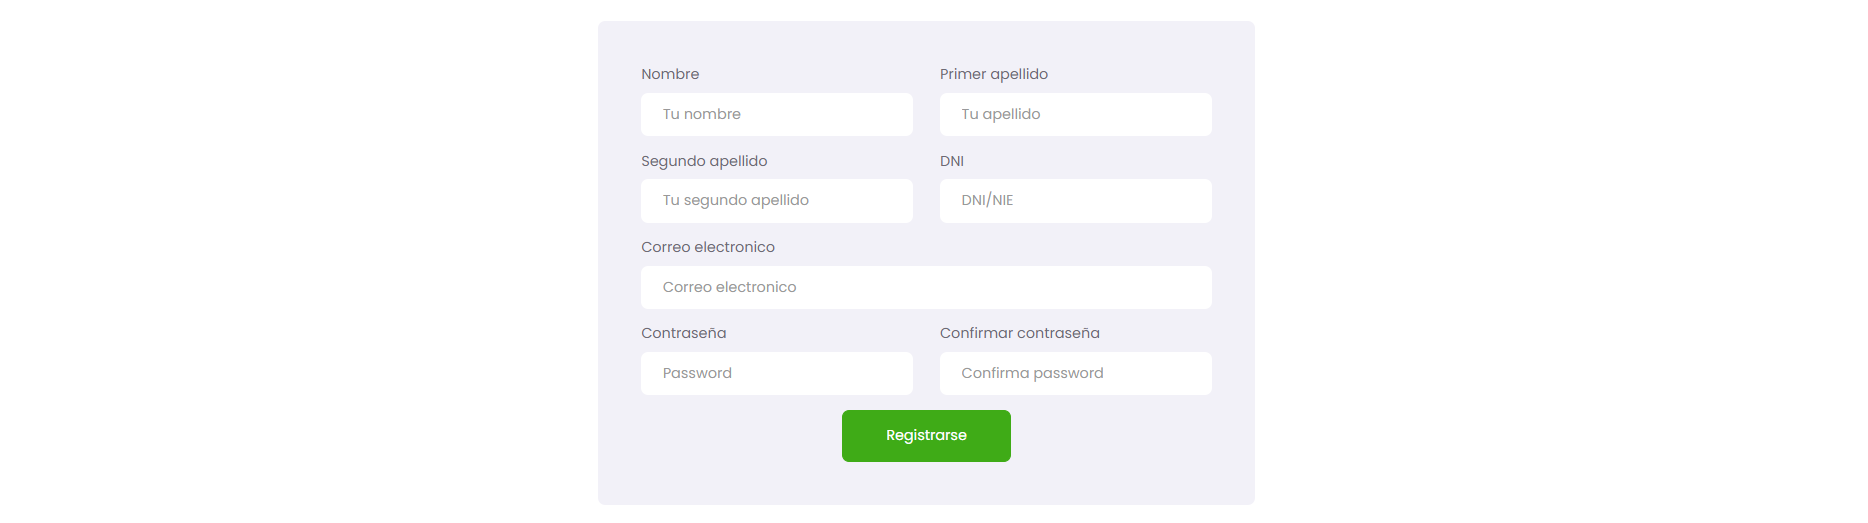 Nombre
Primer apellido
Tu nombre
Tu apellido
Segundo apellido
DNI
Tu segundo apellido
DNI/NIE
Correo electronico
Correo electronico
Contraseña
Confirmar contraseña
Password
Confirma password
Registrarse